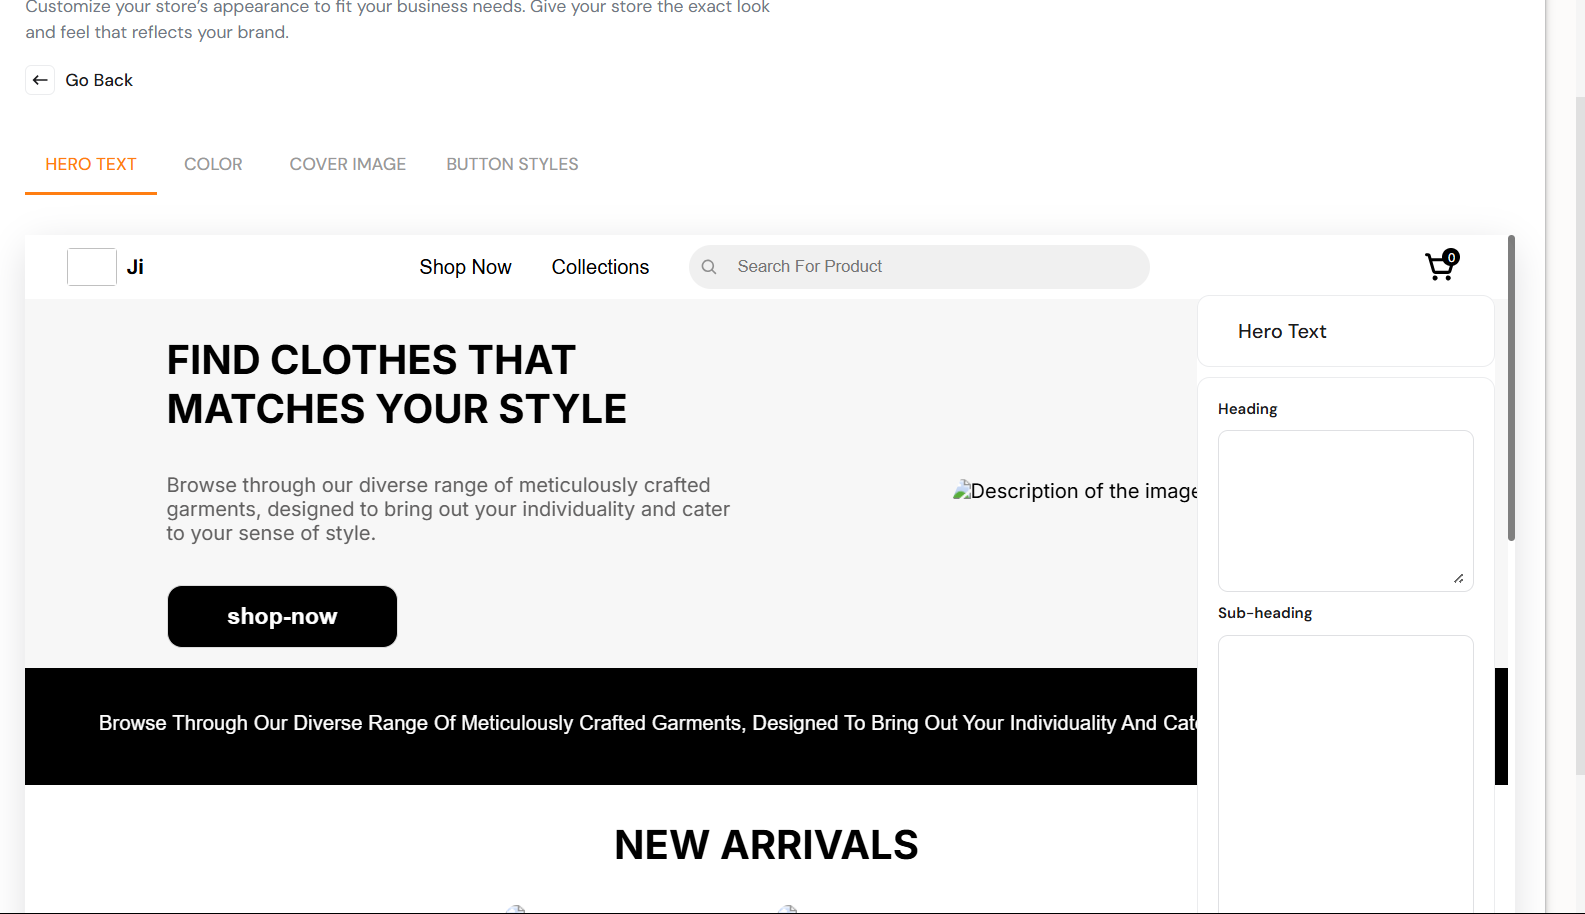 Customize your store's appearance to fit your business needs. Give your store the exact look
and feel that reflects your brand.
Go Back
HERO TEXT
COLOR
COVER IMAGE
BUTTON STYLES
Ji
Shop Now
Collections
Search For Product
0
Hero Text
FIND CLOTHES THAT
MATCHES YOUR STYLE
Browse through our diverse range of meticulously crafted
garments, designed to bring out your individuality and cater
to your sense of style.
shop-now
Description of the image
Heading
Sub-heading
Browse Through Our Diverse Range Of Meticulously Crafted Garments, Designed To Bring Out Your Individuality And Cate
NEW ARRIVALS